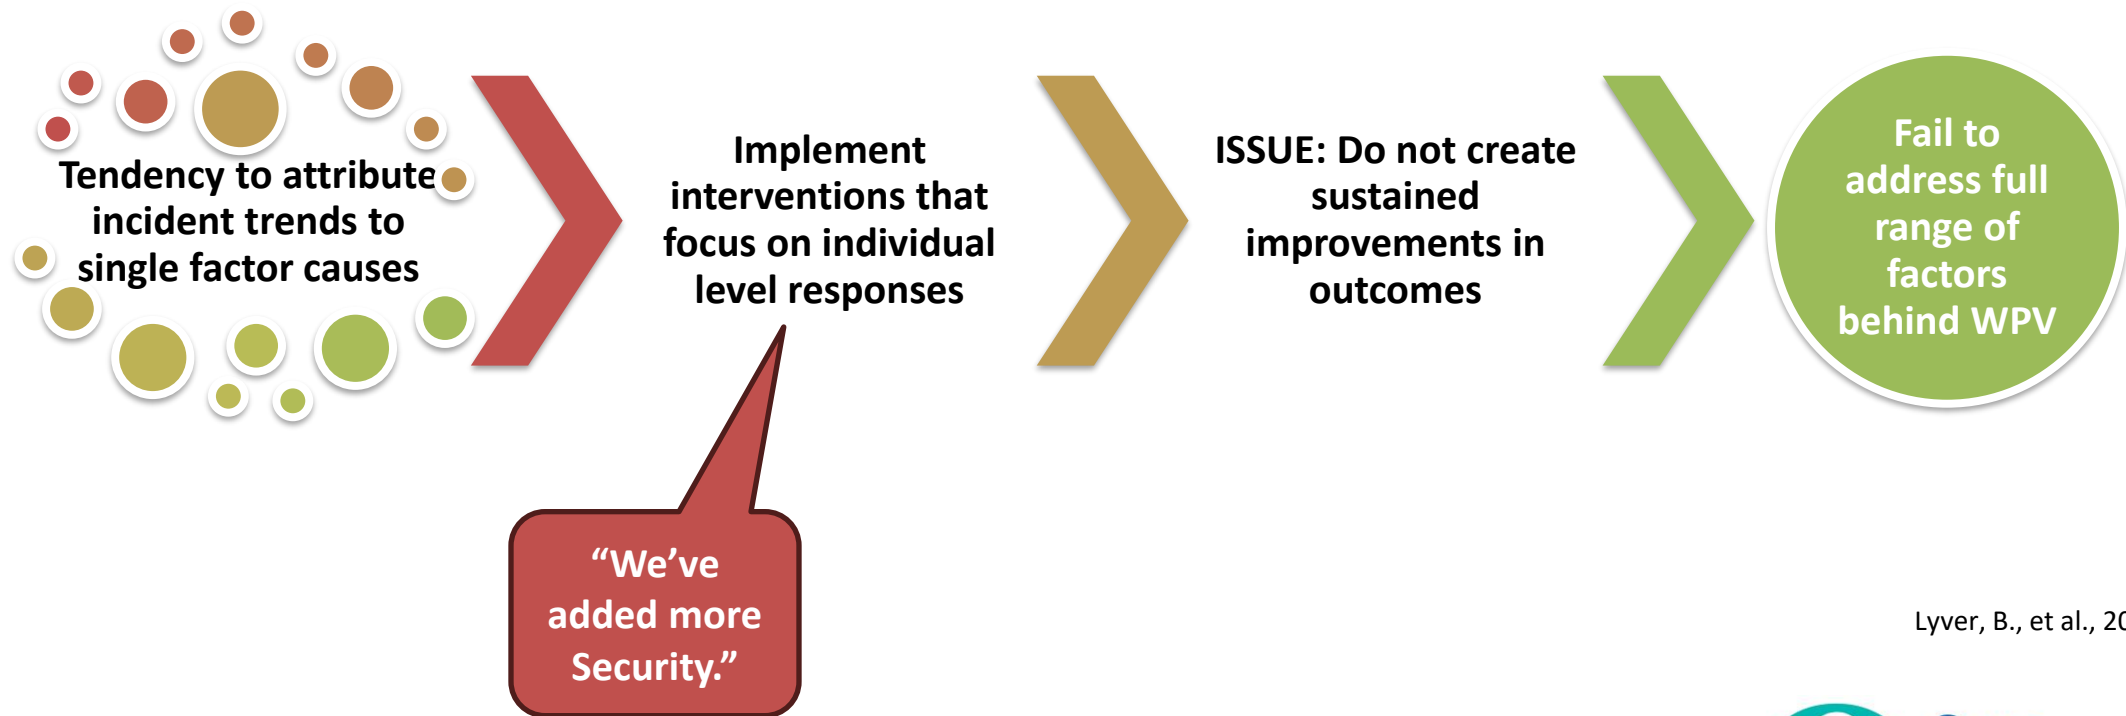 Tendency to attribute
incident trends to
single factor causes
Implement
interventions that
focus on individual
level responses
ISSUE: Do not create
sustained
improvements in
outcomes
Fail to
address full
range of
factors
behind WPV
“We’ve
added more
Security.”
Lyver, B., et al., 20